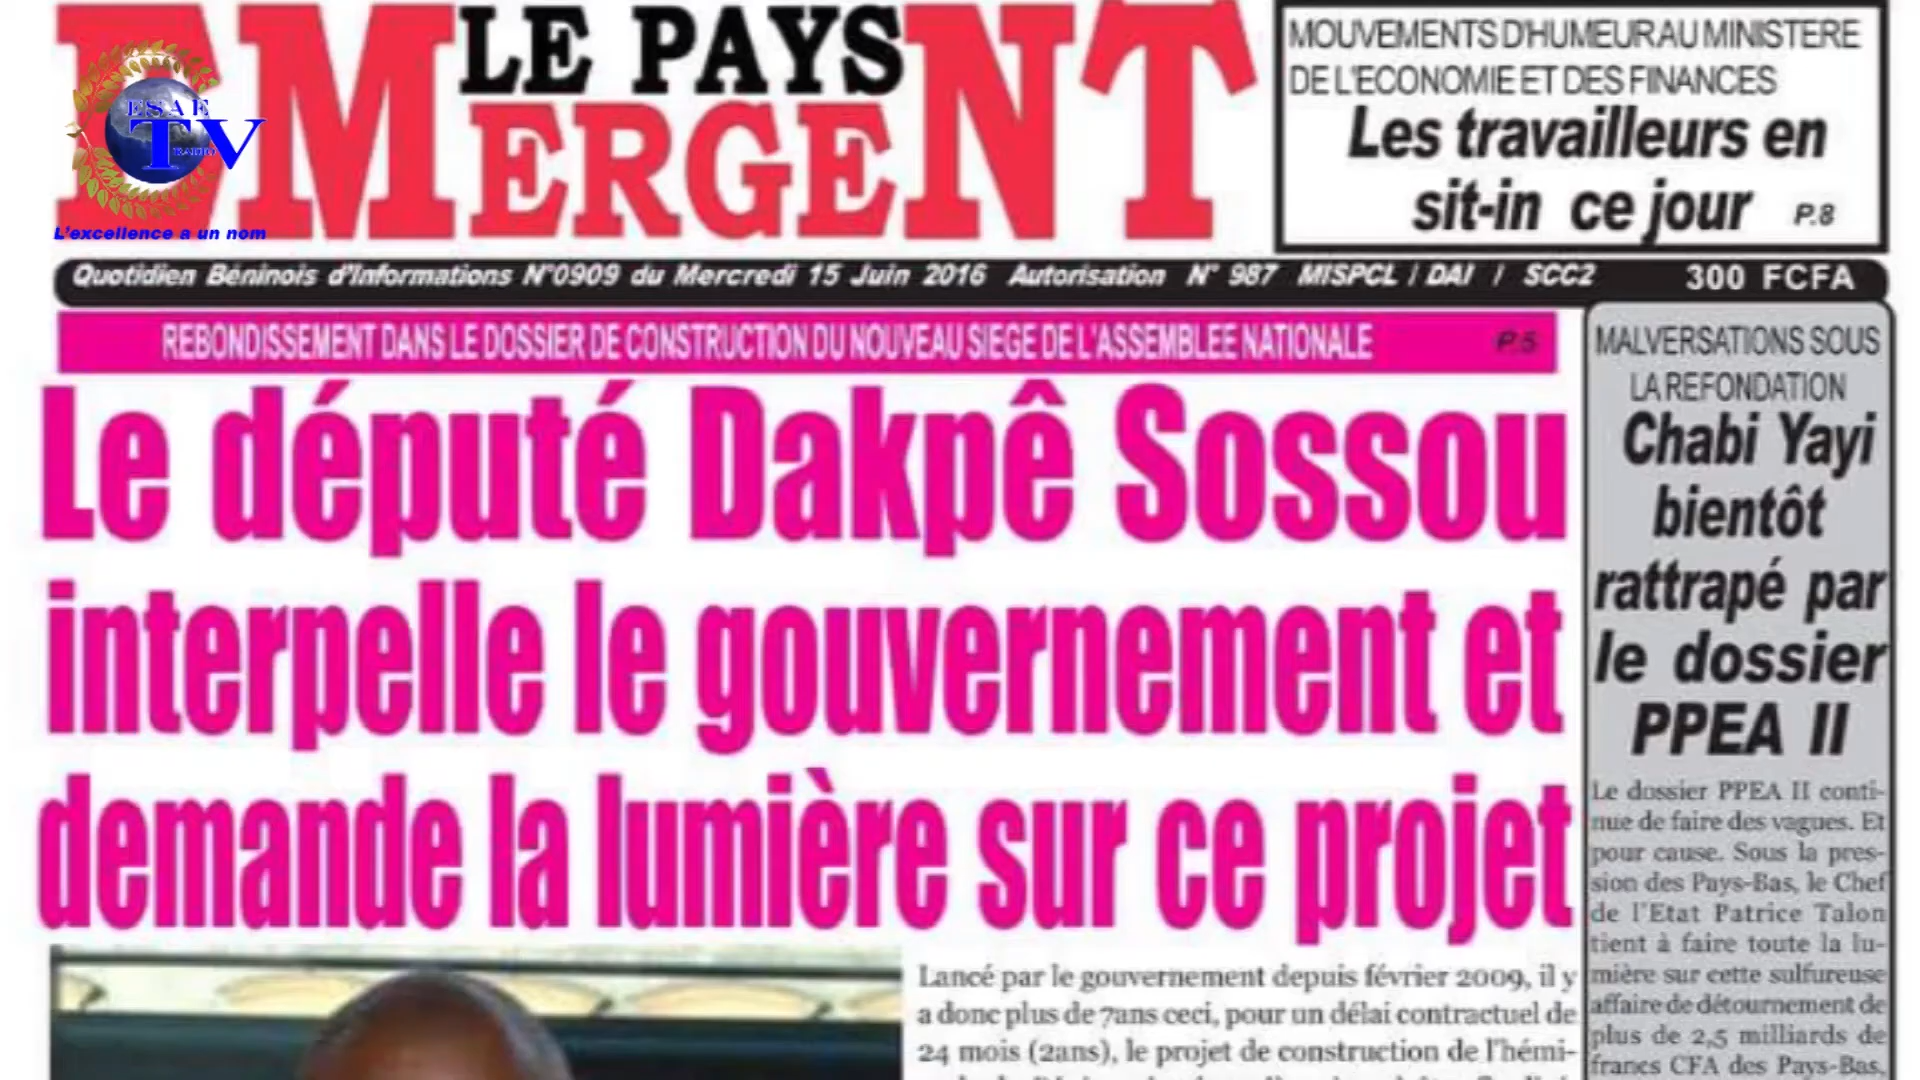 LE PAYS
EMERGENT
ESAE
TV
RADIO
L'excellence a un nom
MOUVEMENTS D'HUMEUR AU MINISTERE
DE L'ECONOMIE ET DES FINANCES
Les travailleurs en
sit-in ce jour P.8
Quotidien Béninois d'Informations N°0909 du Mercredi 15 Juin 2016 Autorisation N° 987 MISPCL / DAI / SCC2 300 FCFA
REBONDISSEMENT DANS LE DOSSIER DE CONSTRUCTION DU NOUVEAU SIEGE DE L'ASSEMBLEE NATIONALE P.5
Le député Dakpê Sossou
interpelle le gouvernement et
demande la lumière sur ce projet
Lancé par le gouvernement depuis février 2009, il y
a donc plus de 7ans ceci, pour un délai contractuel de
24 mois (2ans), le projet de construction de l'hémi-
MALVERSATIONS SOUS
LA REFONDATION
Chabi Yayi
bientôt
rattrapé par
le dossier
PPEA II
Le dossier PPEA II conti-
nue de faire des vagues. Et
pour cause. Sous la pres-
sion des Pays-Bas, le Chef
de l'Etat Patrice Talon
tient à faire toute la lu-
mière sur cette sulfureuse
affaire de détournement de
plus de 2,5 milliards de
francs CFA des Pays-Bas,